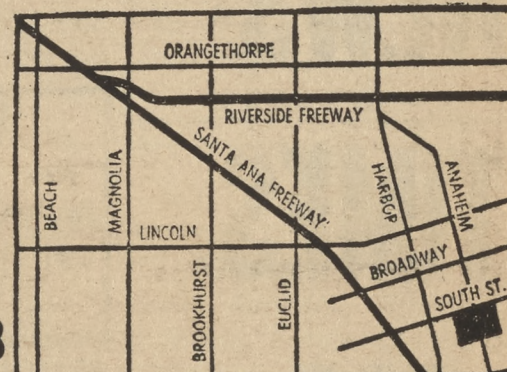 ORANGETHORPE
RIVERSIDE FREEWAY
SANTA ANA FREEWAY
BEACH
MAGNOLIA
LINCOLN
BROOKHURST
EUCLID
HARBOR
ANAHEIM
BROADWAY
SOUTH ST.